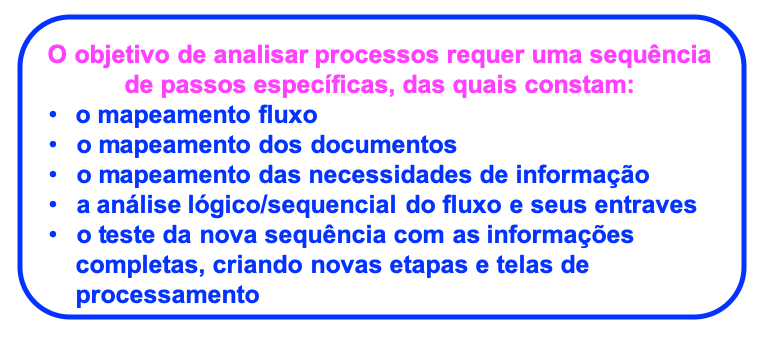 O objetivo de analisar processos requer uma sequência
de passos específicas, das quais constam:
• o mapeamento fluxo
• o mapeamento dos documentos
• o mapeamento das necessidades de informação
• a análise lógico/sequencial do fluxo e seus entraves
• o teste da nova sequência com as informações
completas, criando novas etapas e telas de
processamento